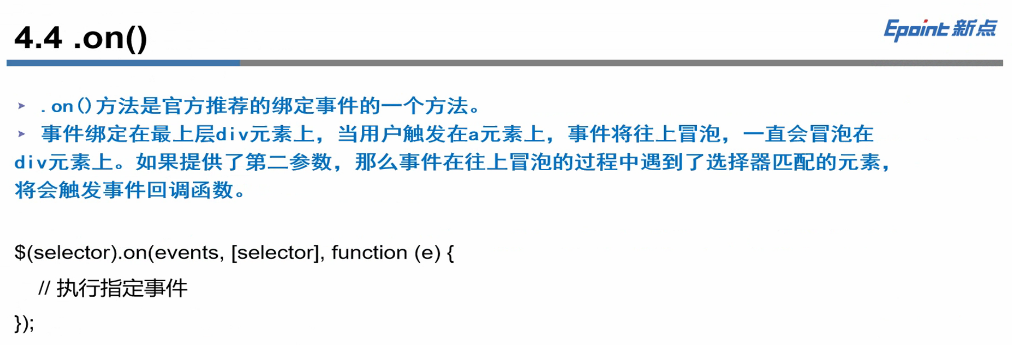 4.4 .on()
Epoint 新点
.on()方法是官方推荐的绑定事件的一个方法。
事件绑定在最上层div元素上，当用户触发在a元素上，事件将往上冒泡，一直会冒泡在
div元素上。如果提供了第二参数，那么事件在往上冒泡的过程中遇到了选择器匹配的元素，
将会触发事件回调函数。
$(selector).on(events, [selector], function (e) {
// 执行指定事件
});